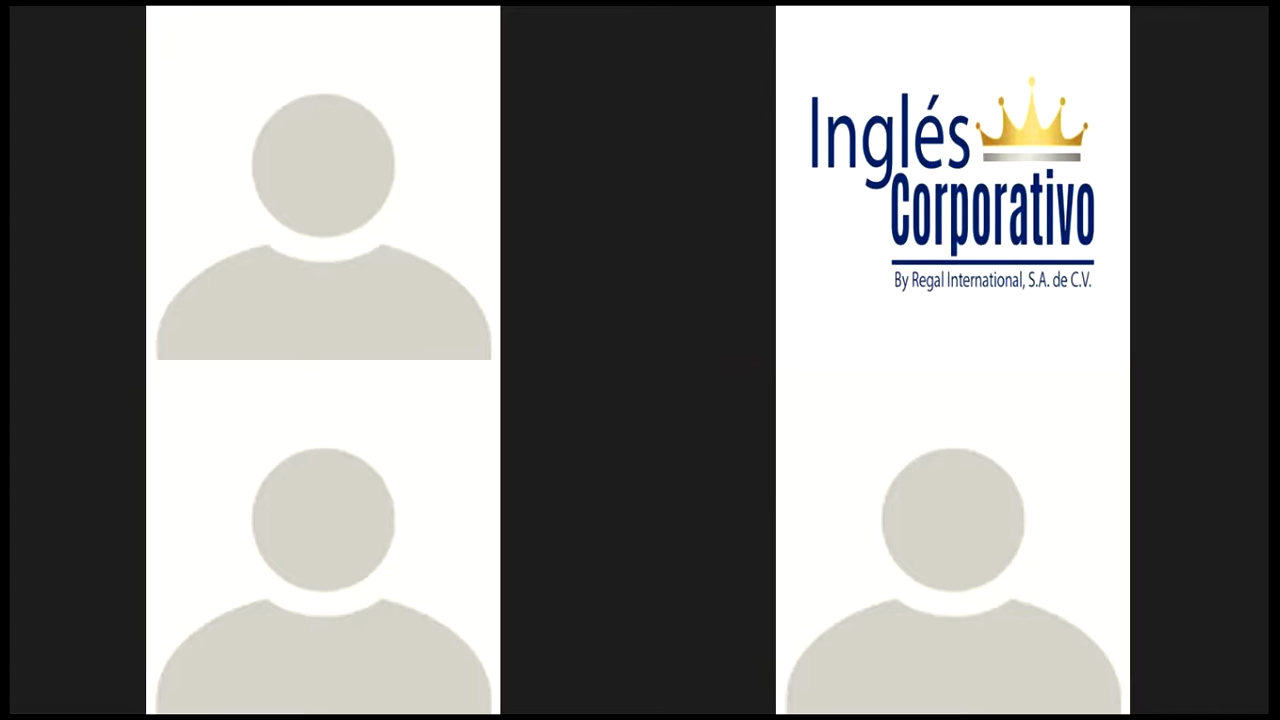 Inglés
Corporativo
By Regal International, S.A. de C.V.